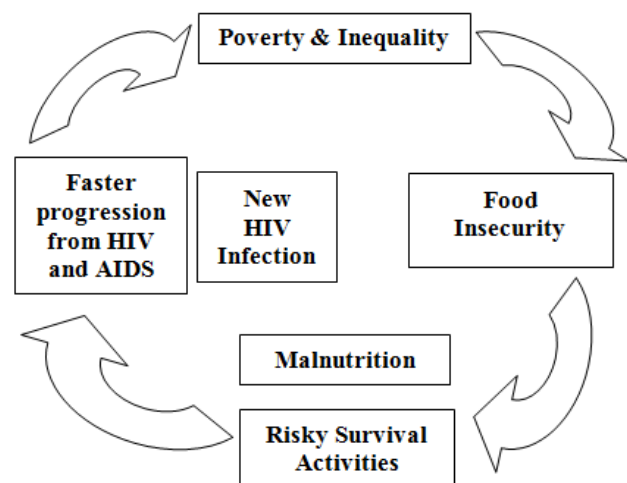 Poverty & Inequality
Faster
progression
from HIV
and AIDS
New
HIV
Infection
Food
Insecurity
Malnutrition
Risky Survival
Activities